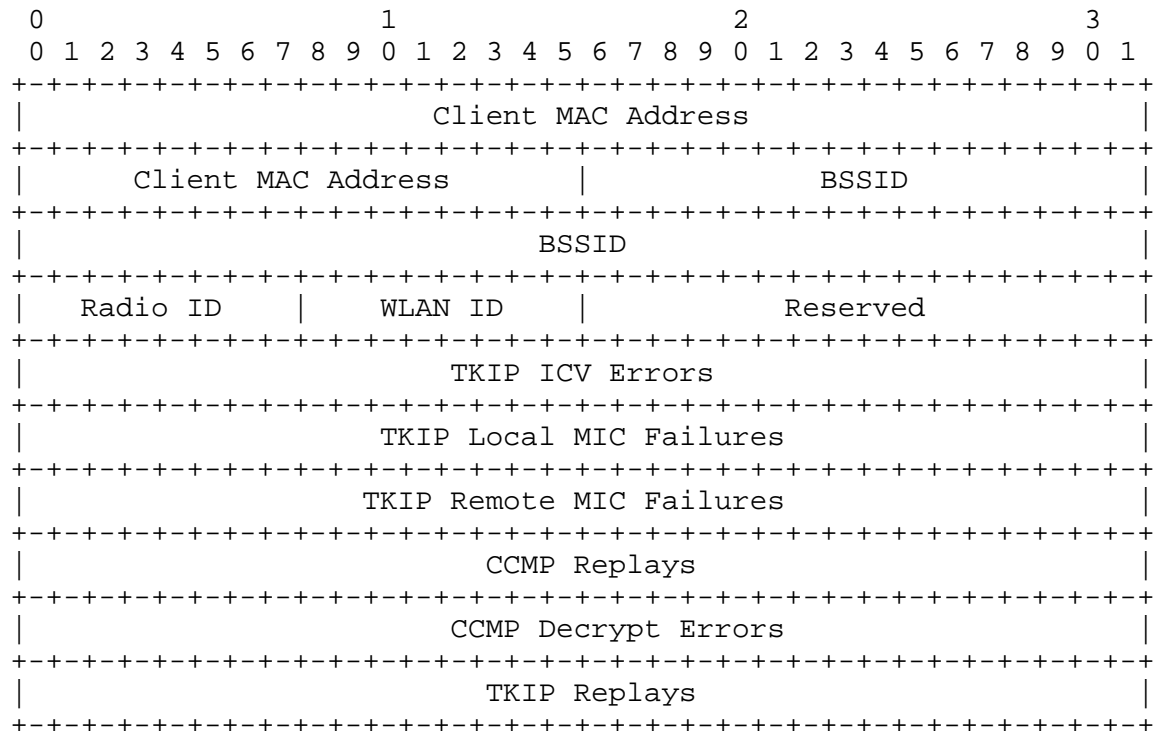 0                   1                   2                   3
 0 1 2 3 4 5 6 7 8 9 0 1 2 3 4 5 6 7 8 9 0 1 2 3 4 5 6 7 8 9 0 1
+-+-+-+-+-+-+-+-+-+-+-+-+-+-+-+-+-+-+-+-+-+-+-+-+-+-+-+-+-+-+-+-+
|                       Client MAC Address                      |
+-+-+-+-+-+-+-+-+-+-+-+-+-+-+-+-+-+-+-+-+-+-+-+-+-+-+-+-+-+-+-+-+
|      Client MAC Address       |             BSSID             |
+-+-+-+-+-+-+-+-+-+-+-+-+-+-+-+-+-+-+-+-+-+-+-+-+-+-+-+-+-+-+-+-+
|                             BSSID                             |
+-+-+-+-+-+-+-+-+-+-+-+-+-+-+-+-+-+-+-+-+-+-+-+-+-+-+-+-+-+-+-+-+
|   Radio ID    |    WLAN ID    |           Reserved            |
+-+-+-+-+-+-+-+-+-+-+-+-+-+-+-+-+-+-+-+-+-+-+-+-+-+-+-+-+-+-+-+-+
|                        TKIP ICV Errors                        |
+-+-+-+-+-+-+-+-+-+-+-+-+-+-+-+-+-+-+-+-+-+-+-+-+-+-+-+-+-+-+-+-+
|                    TKIP Local MIC Failures                    |
+-+-+-+-+-+-+-+-+-+-+-+-+-+-+-+-+-+-+-+-+-+-+-+-+-+-+-+-+-+-+-+-+
|                   TKIP Remote MIC Failures                    |
+-+-+-+-+-+-+-+-+-+-+-+-+-+-+-+-+-+-+-+-+-+-+-+-+-+-+-+-+-+-+-+-+
|                          CCMP Replays                         |
+-+-+-+-+-+-+-+-+-+-+-+-+-+-+-+-+-+-+-+-+-+-+-+-+-+-+-+-+-+-+-+-+
|                        CCMP Decrypt Errors                    |
+-+-+-+-+-+-+-+-+-+-+-+-+-+-+-+-+-+-+-+-+-+-+-+-+-+-+-+-+-+-+-+-+
|                          TKIP Replays                         |
+-+-+-+-+-+-+-+-+-+-+-+-+-+-+-+-+-+-+-+-+-+-+-+-+-+-+-+-+-+-+-+-+